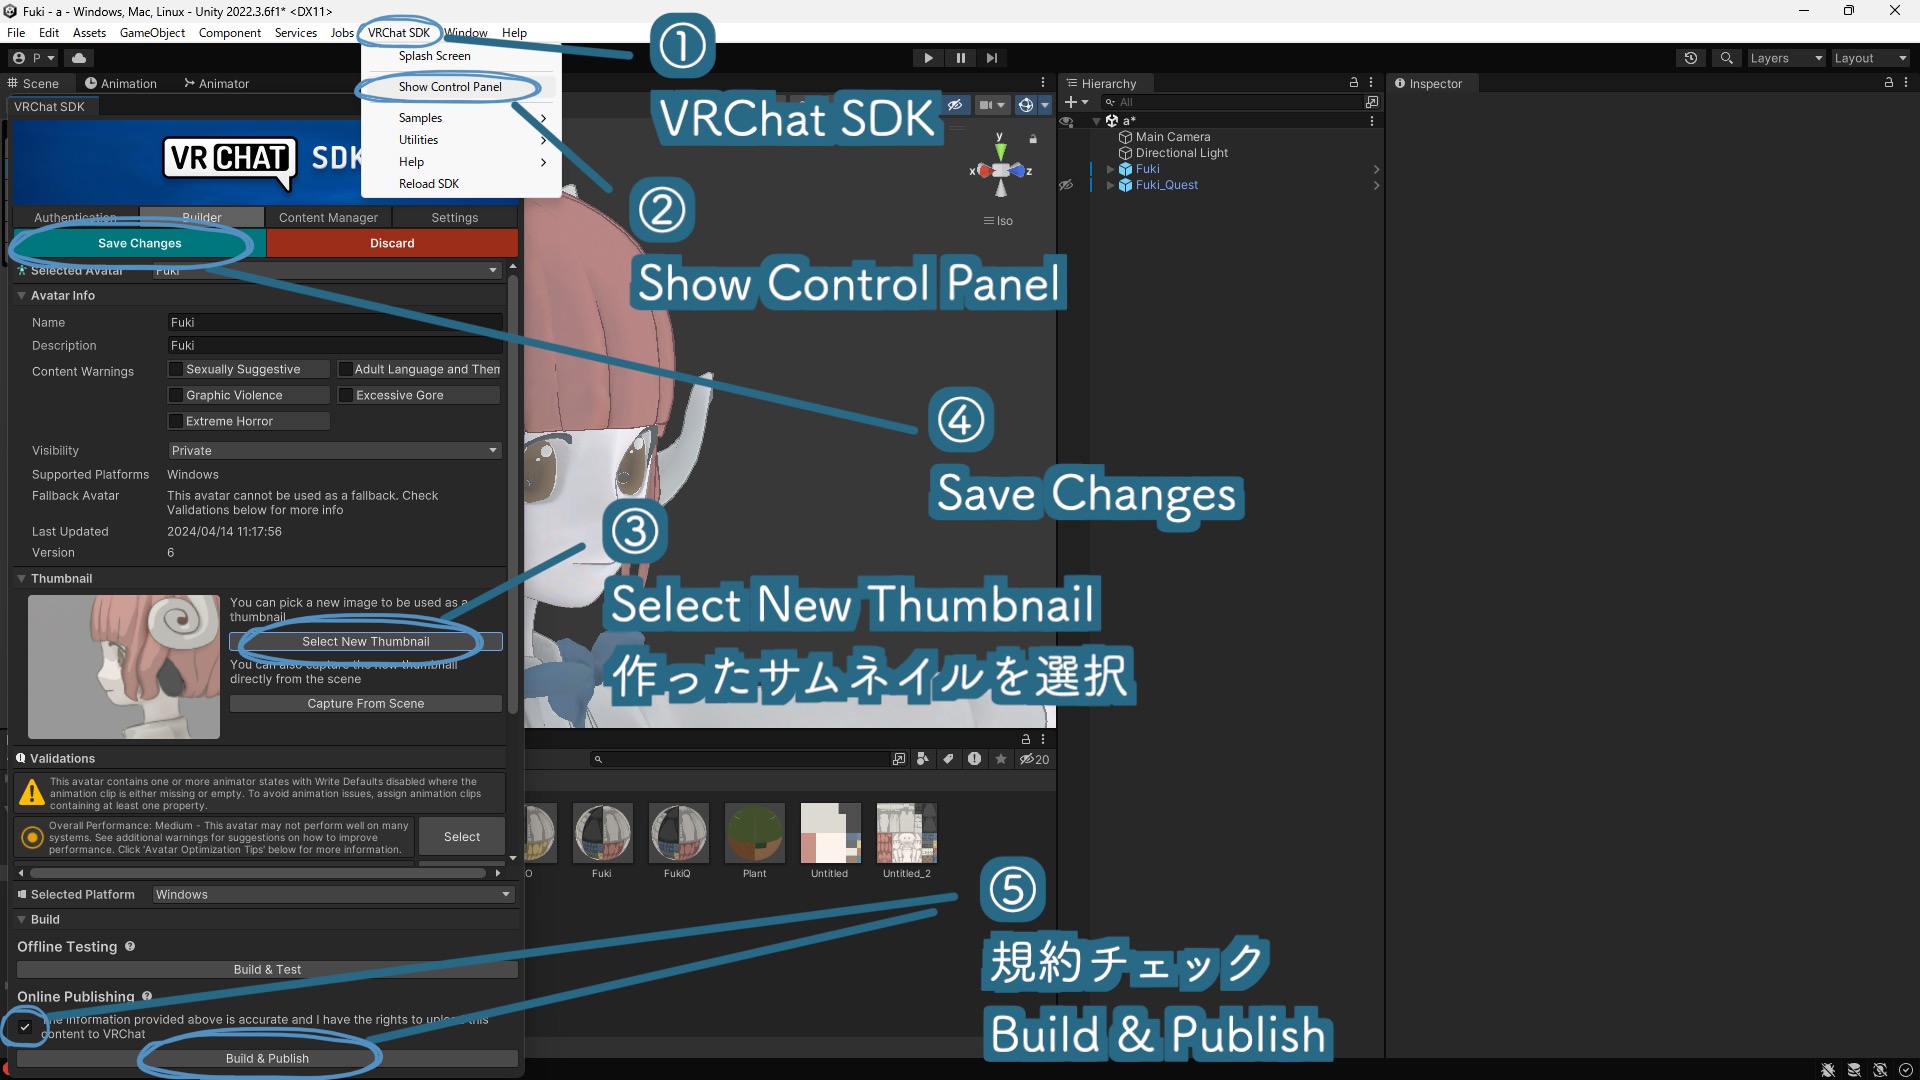 Fuki - a - Windows, Mac, Linux - Unity 2022.3.6f1* <DX11>
File Edit Assets GameObject Component Services Jobs VRChat SDK Window Help
P
Layers
Layout
Splash Screen
Show Control Panel
Samples
Utilities
Help
Reload SDK
①
VRChat SDK
②
Show Control Panel
③
Select New Thumbnail
作ったサムネイルを選択
④
Save Changes
⑤
規約チェック
Build & Publish
Scene
Animation
Animator
VRChat SDK
VRCHAT SDK
Authentication
Builder
Content Manager
Settings
Save Changes
Discard
Selected Avatar
Fuki
Avatar Info
Name
Fuki
Description
Fuki
Content Warnings
Sexually Suggestive
Adult Language and Them
Graphic Violence
Excessive Gore
Extreme Horror
Visibility
Private
Supported Platforms
Windows
Fallback Avatar
This avatar cannot be used as a fallback. Check
Validations below for more info
Last Updated
2024/04/14 11:17:56
Version
6
Thumbnail
You can pick a new image to be used as a
thumbnail
Select New Thumbnail
You can also capture the new thumbnail
directly from the scene
Capture From Scene
Validations
This avatar contains one or more animator states with Write Defaults disabled where the
animation clip is either missing or empty. To avoid animation issues, assign animation clips
containing at least one property.
Overall Performance: Medium - This avatar may not perform well on many
systems. See additional warnings for suggestions on how to improve
performance. Click 'Avatar Optimization Tips' below for more information.
Select
Selected Platform
Windows
Build
Offline Testing
Build & Test
Online Publishing
The information provided above is accurate and I have the rights to upload this
content to VRChat
Build & Publish
y
x
z
Iso
20
O
Fuki
FukiQ
Plant
Untitled
Untitled_2
Hierarchy
All
a*
Main Camera
Directional Light
Fuki
Fuki_Quest
Inspector